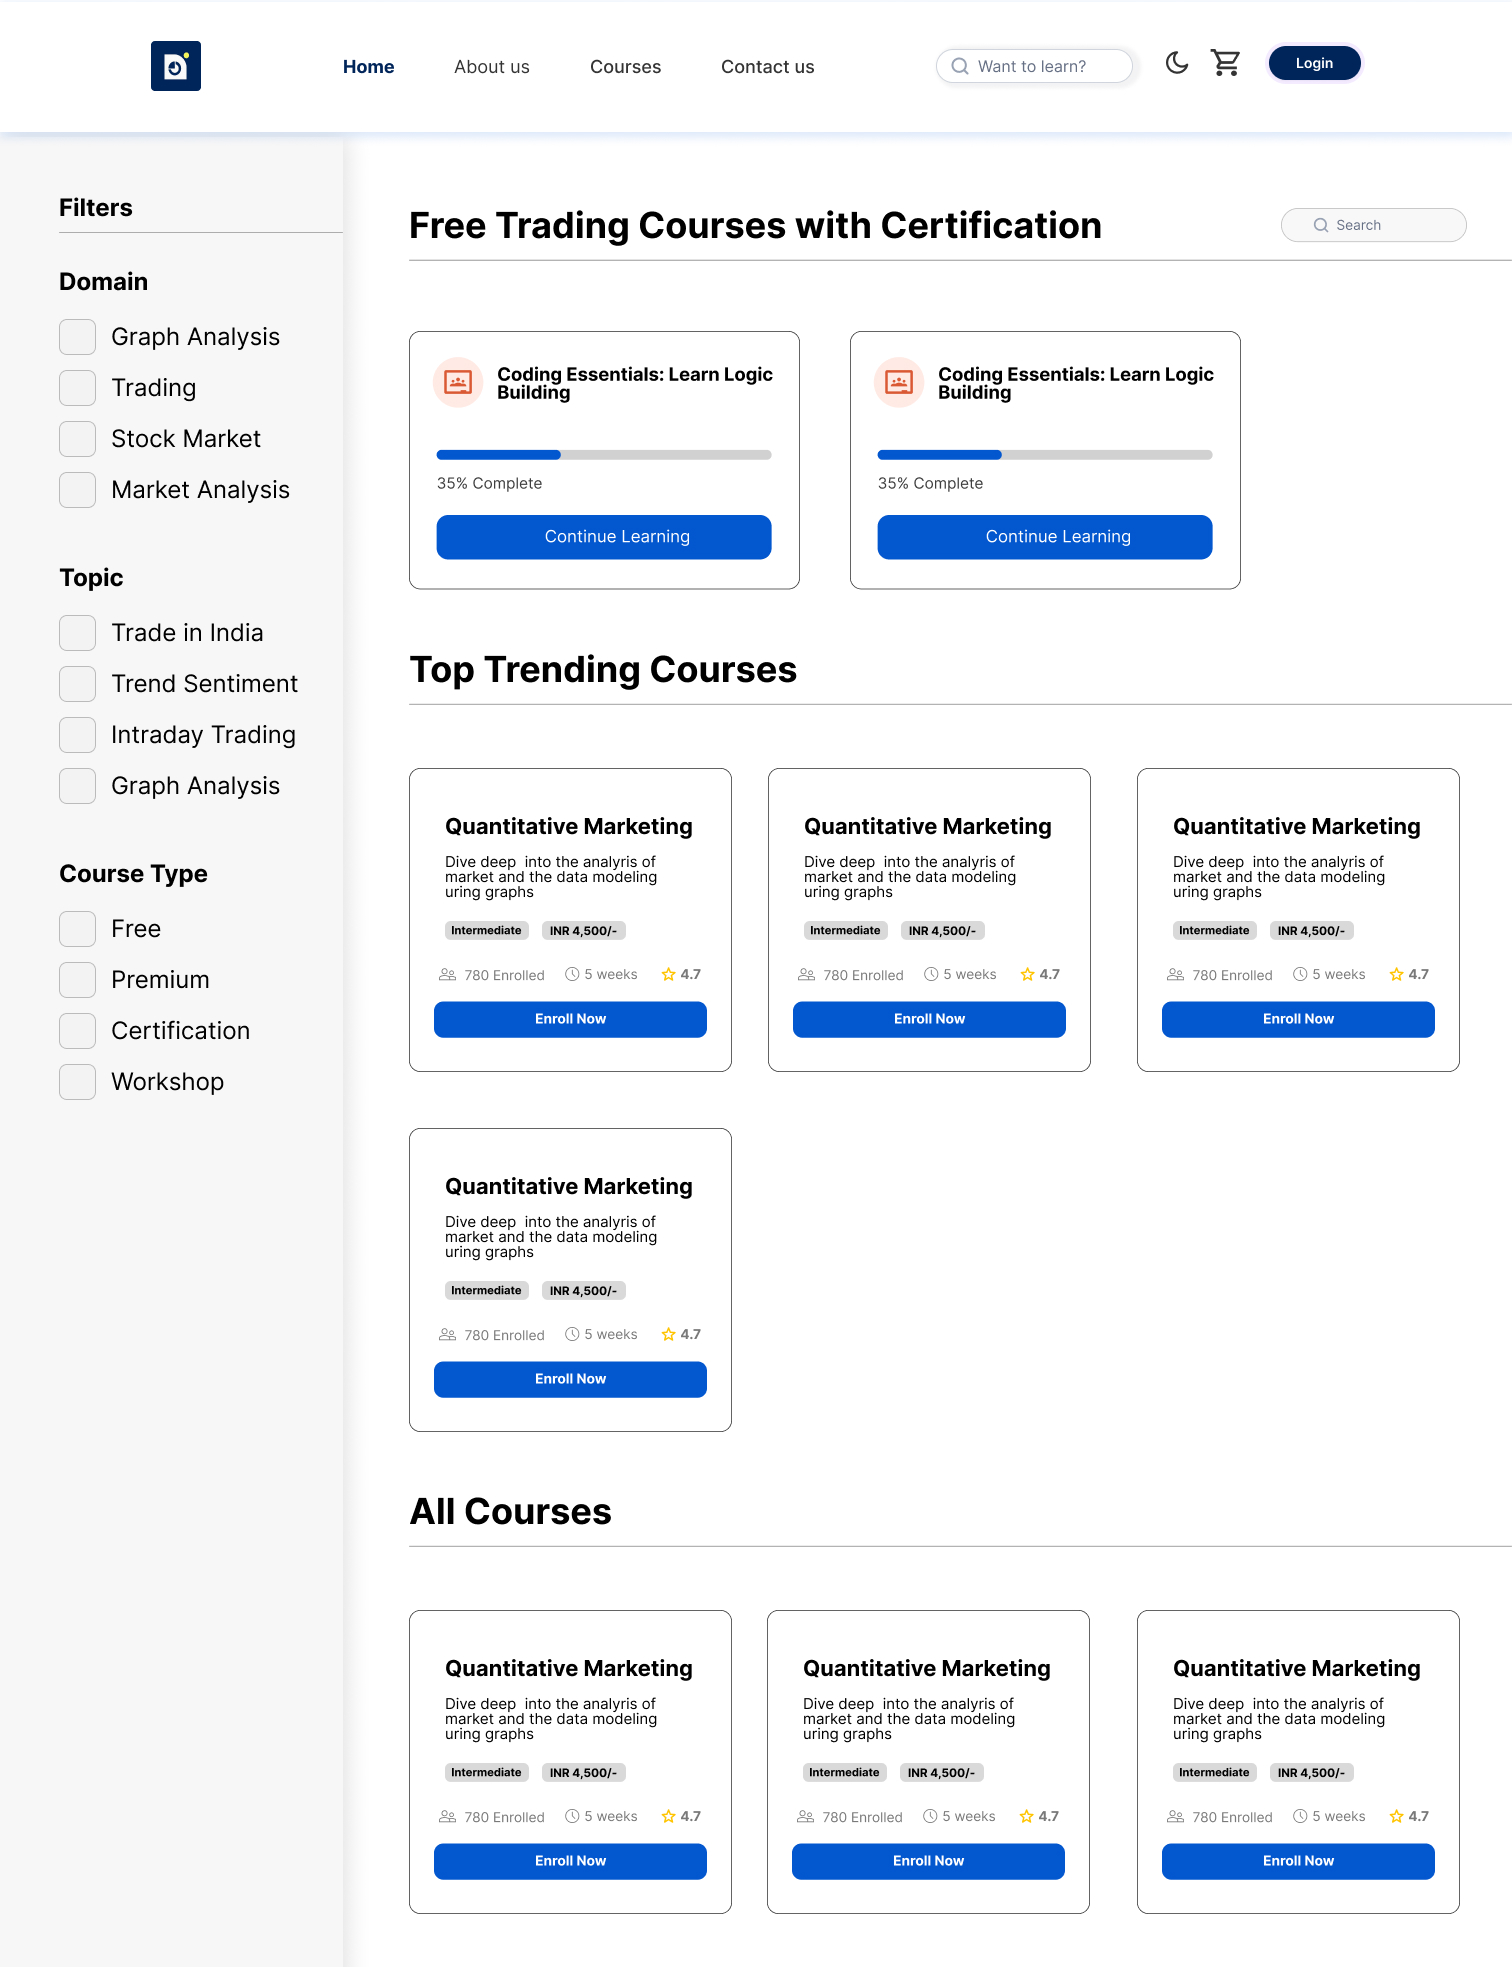 Home
About us
Courses
Contact us
Want to learn?
Login
Filters
Domain
Graph Analysis
Trading
Stock Market
Market Analysis
Topic
Trade in India
Trend Sentiment
Intraday Trading
Graph Analysis
Course Type
Free
Premium
Certification
Workshop
Free Trading Courses with Certification
Search
Coding Essentials: Learn Logic
Building
35% Complete
Continue Learning
Coding Essentials: Learn Logic
Building
35% Complete
Continue Learning
Top Trending Courses
Quantitative Marketing
Dive deep  into the analyris of
market and the data modeling
uring graphs
Intermediate
INR 4,500/-
780 Enrolled
5 weeks
4.7
Enroll Now
Quantitative Marketing
Dive deep  into the analyris of
market and the data modeling
uring graphs
Intermediate
INR 4,500/-
780 Enrolled
5 weeks
4.7
Enroll Now
Quantitative Marketing
Dive deep  into the analyris of
market and the data modeling
uring graphs
Intermediate
INR 4,500/-
780 Enrolled
5 weeks
4.7
Enroll Now
Quantitative Marketing
Dive deep  into the analyris of
market and the data modeling
uring graphs
Intermediate
INR 4,500/-
780 Enrolled
5 weeks
4.7
Enroll Now
All Courses
Quantitative Marketing
Dive deep  into the analyris of
market and the data modeling
uring graphs
Intermediate
INR 4,500/-
780 Enrolled
5 weeks
4.7
Enroll Now
Quantitative Marketing
Dive deep  into the analyris of
market and the data modeling
uring graphs
Intermediate
INR 4,500/-
780 Enrolled
5 weeks
4.7
Enroll Now
Quantitative Marketing
Dive deep  into the analyris of
market and the data modeling
uring graphs
Intermediate
INR 4,500/-
780 Enrolled
5 weeks
4.7
Enroll Now